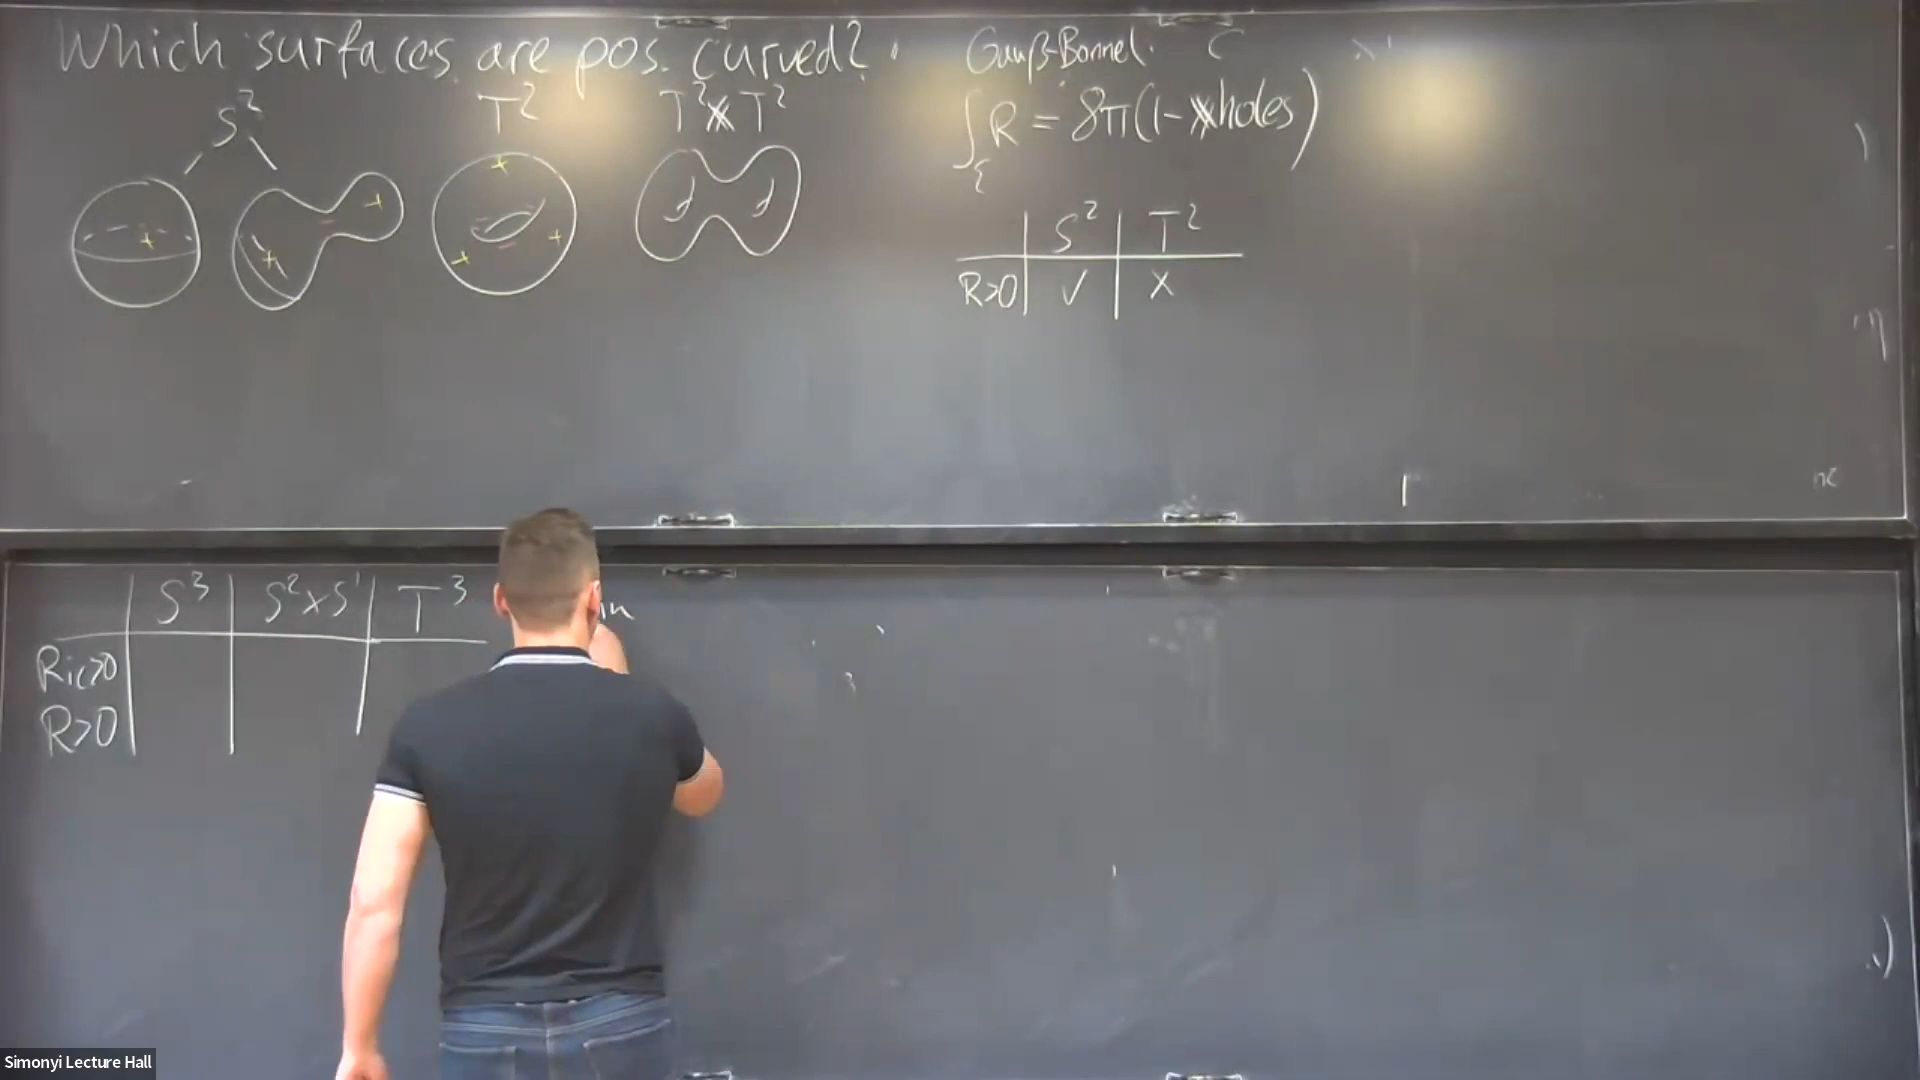 Which surfaces are pos. curved?
S²
T²
T² # T²
Gauß-Bonnet.
∫_Σ R = 8π(1-#holes)
S² T²
R>0 ✓ x
S³ S²×S¹ T³
Ric>0
R>0
Simonyi Lecture Hall